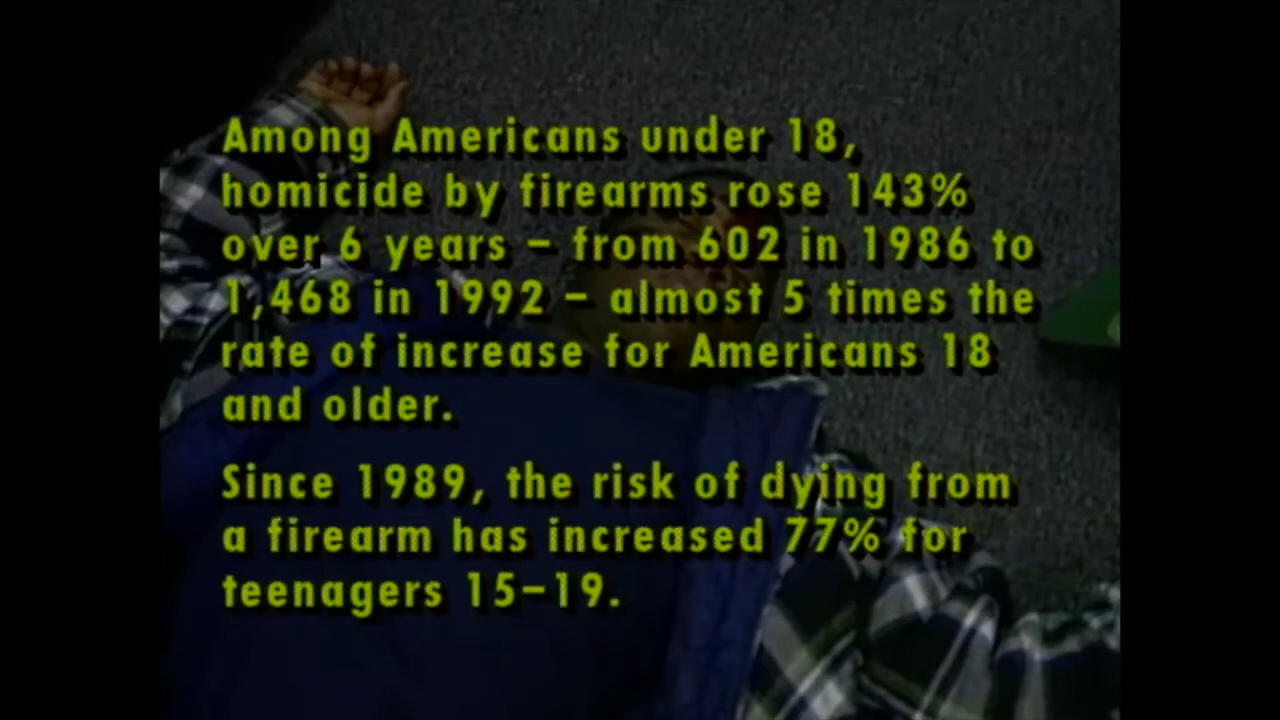 Among Americans under 18,
homicide by firearms rose 143%
over 6 years – from 602 in 1986 to
1,468 in 1992 – almost 5 times the
rate of increase for Americans 18
and older.
Since 1989, the risk of dying from
a firearm has increased 77% for
teenagers 15–19.